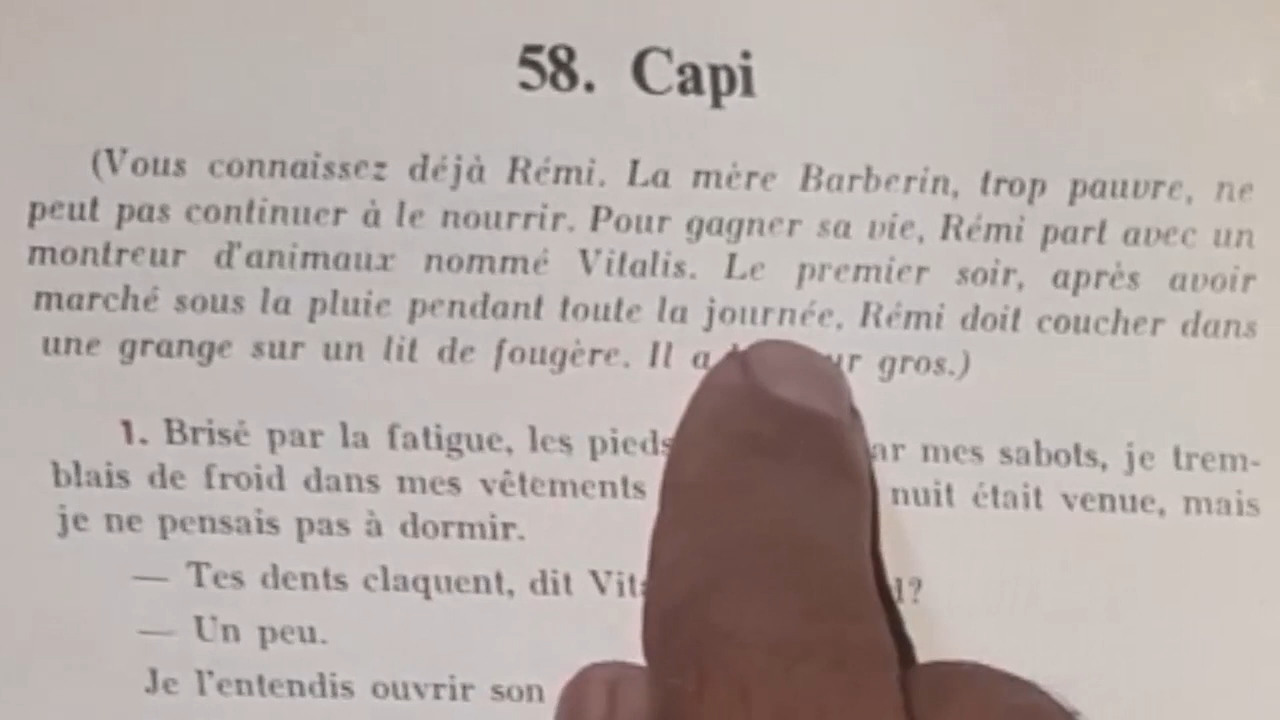 58. Capi
(Vous connaissez déjà Rémi. La mère Barberin, trop pauvre, ne
peut pas continuer à le nourrir. Pour gagner sa vie, Rémi part avec un
montreur d'animaux nommé Vitalis. Le premier soir, après avoir
marché sous la pluie pendant toute la journée, Rémi doit coucher dans
une grange sur un lit de fougère. Il a gros.)
1. Brisé par la fatigue, les pieds mes sabots, je trem-
blais de froid dans mes vêtements nuit était venue, mais
je ne pensais pas à dormir.
— Tes dents claquent, dit
— Un peu.
Je l'entendis ouvrir son